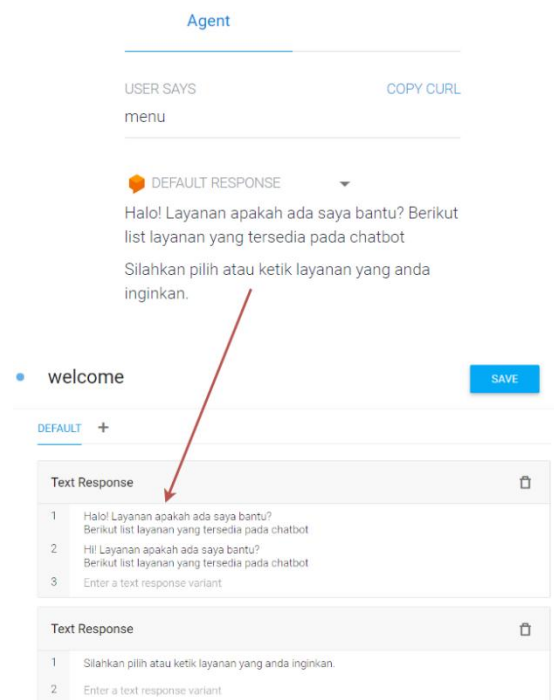 Agent
USER SAYS COPY CURL
menu
DEFAULT RESPONSE
Halo! Layanan apakah ada saya bantu? Berikut
list layanan yang tersedia pada chatbot
Silahkan pilih atau ketik layanan yang anda
inginkan.
welcome SAVE
DEFAULT +
Text Response
1 Halo! Layanan apakah ada saya bantu?
Berikut list layanan yang tersedia pada chatbot
2 Hi! Layanan apakah ada saya bantu?
Berikut list layanan yang tersedia pada chatbot
3 Enter a text response variant
Text Response
1 Silahkan pilih atau ketik layanan yang anda inginkan.
2 Enter a text response variant